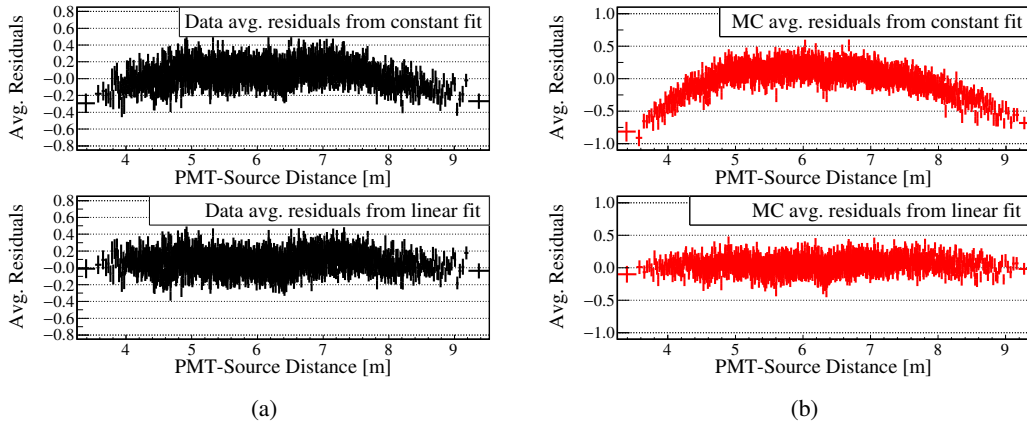 Data avg. residuals from constant fit
0.8
0.6
0.4
0.2
−0.0
−0.2
−0.4
−0.6
−0.8
Avg. Residuals
4 5 6 7 8 9
PMT-Source Distance [m]
Data avg. residuals from linear fit
0.8
0.6
0.4
0.2
−0.0
−0.2
−0.4
−0.6
−0.8
Avg. Residuals
4 5 6 7 8 9
PMT-Source Distance [m]
(a)
MC avg. residuals from constant fit
1.0
0.5
0.0
−0.5
−1.0
Avg. Residuals
4 5 6 7 8 9
PMT-Source Distance [m]
MC avg. residuals from linear fit
1.0
0.5
0.0
−0.5
−1.0
Avg. Residuals
4 5 6 7 8 9
PMT-Source Distance [m]
(b)